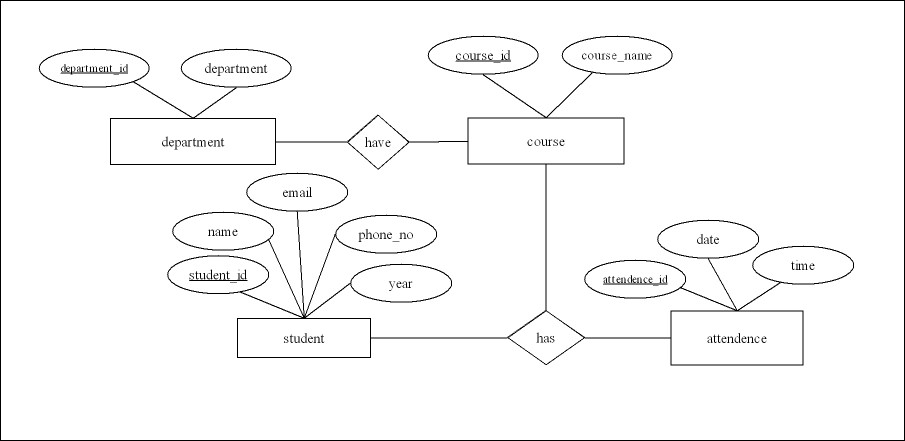 department_id
department
course_id
course_name
department
have
course
email
name
phone_no
student_id
year
date
time
attendence_id
student
has
attendence